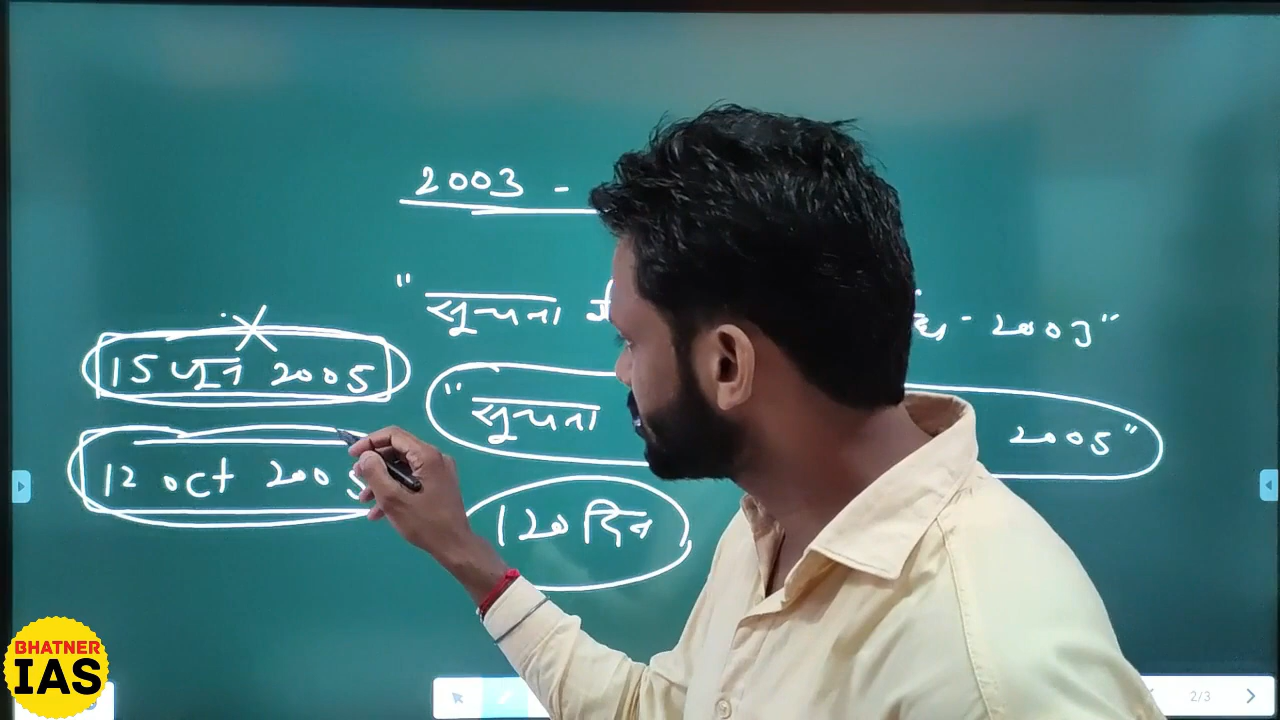 2003 -
" सूचना
- 2003 "
15 जून 2005
" सूचना
2005 "
12 oct 2005
120 दिन
BHATNER
IAS
2/3